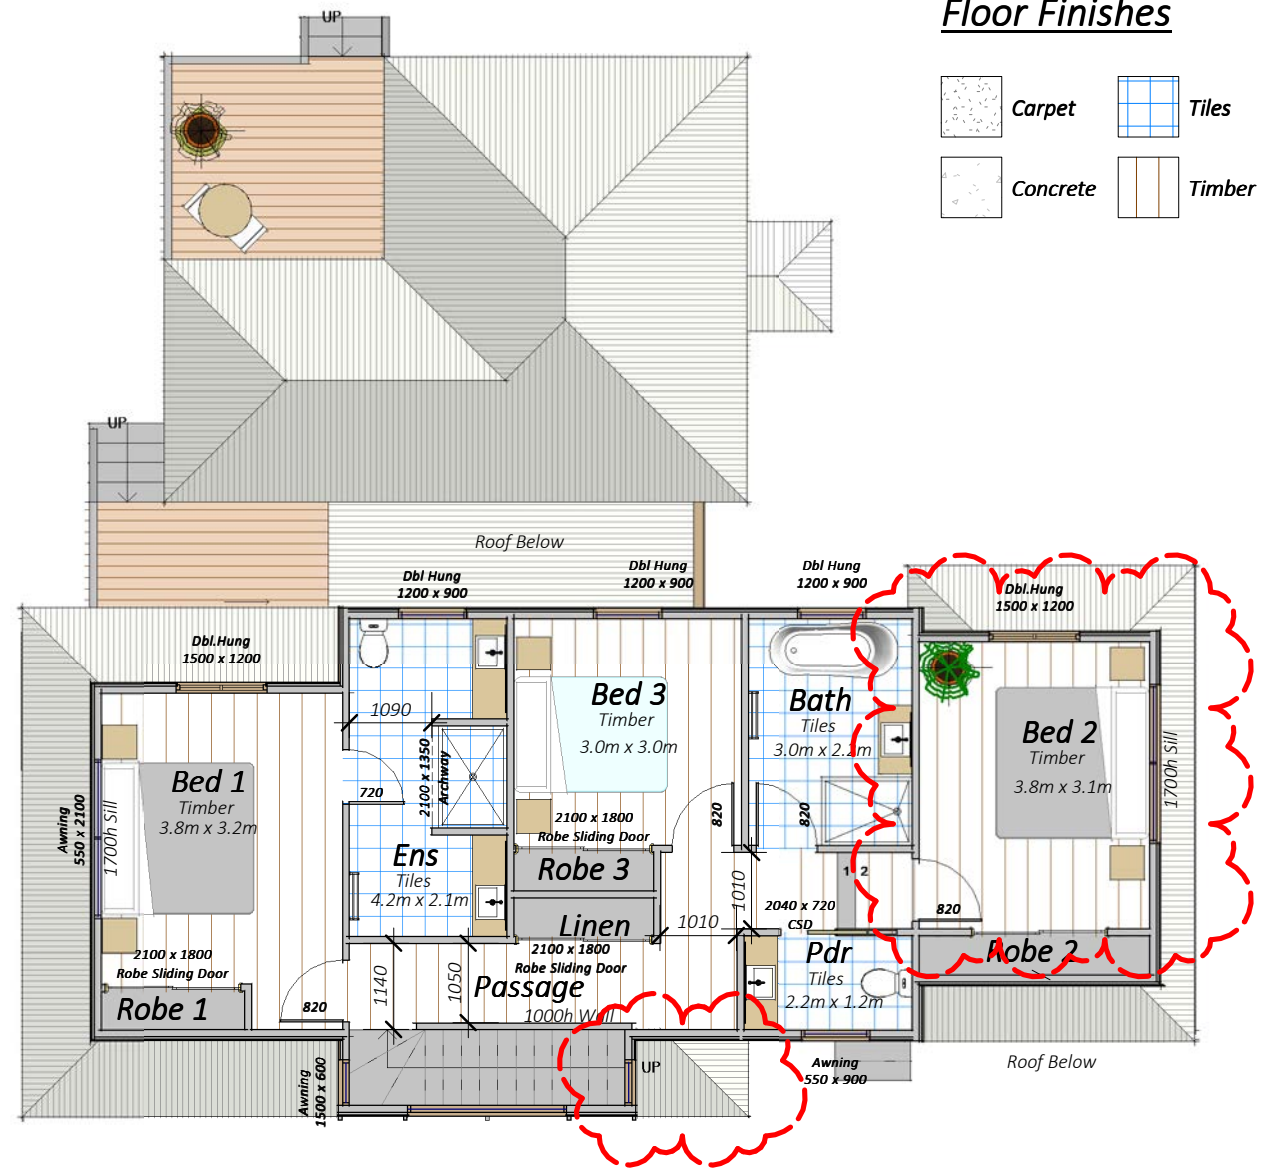 Floor Finishes
Carpet
Tiles
Concrete
Timber
UP
UP
Roof Below
Dbl Hung
1200 x 900
Dbl Hung
1200 x 900
Dbl Hung
1200 x 900
Dbl.Hung
1500 x 1200
Dbl.Hung
1500 x 1200
Bed 1
Timber
3.8m x 3.2m
Awning
550 x 2100
1700h Sill
2100 x 1800
Robe Sliding Door
Robe 1
820
1090
720
2100 x 1350
Archway
Ens
Tiles
4.2m x 2.1m
Bed 3
Timber
3.0m x 3.0m
2100 x 1800
Robe Sliding Door
Robe 3
820
Linen
2100 x 1800
Robe Sliding Door
1010
1010
Passage
1000h Wall
1140
1050
Bath
Tiles
3.0m x 2.2m
820
1 2
2040 x 720
CSD
Pdr
Tiles
2.2m x 1.2m
Bed 2
Timber
3.8m x 3.1m
1700h Sill
820
Robe 2
Awning
1500 x 600
UP
Awning
550 x 900
Roof Below